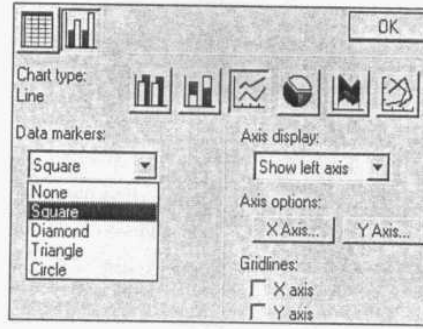 OK
Chart type:
Line
Data markers:
Square
None
Square
Diamond
Triangle
Circle
Axis display:
Show left axis
Axis options:
X Axis...
Y Axis...
Gridlines:
X axis
Y axis